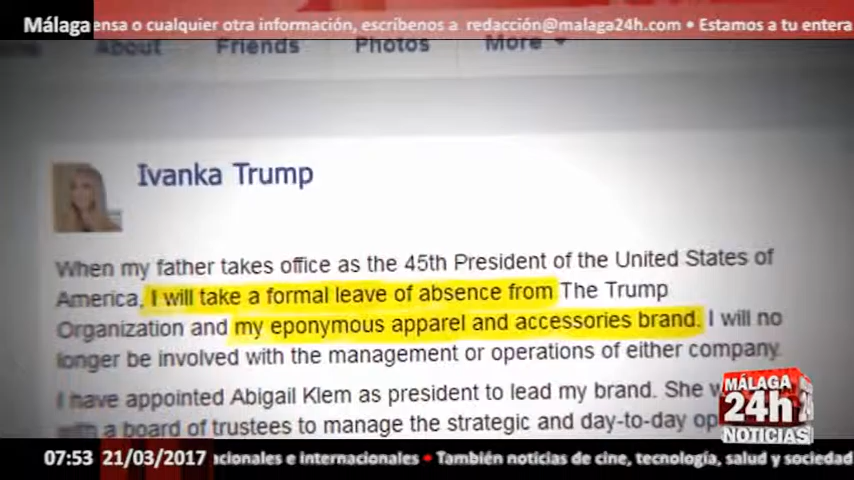 Málaga ensa o cualquier otra información, escríbenos a redacción@malaga24h.com • Estamos a tu entera
About Friends Photos More
Ivanka Trump
When my father takes office as the 45th President of the United States of
America, I will take a formal leave of absence from The Trump
Organization and my eponymous apparel and accessories brand. I will no
longer be involved with the management or operations of either company.
I have appointed Abigail Klem as president to lead my brand. She
with a board of trustees to manage the strategic and day-to-day
MÁLAGA
24h
NOTICIAS
07:53 21/03/2017 acionales e internacionales • También noticias de cine, tecnología, salud y sociedad